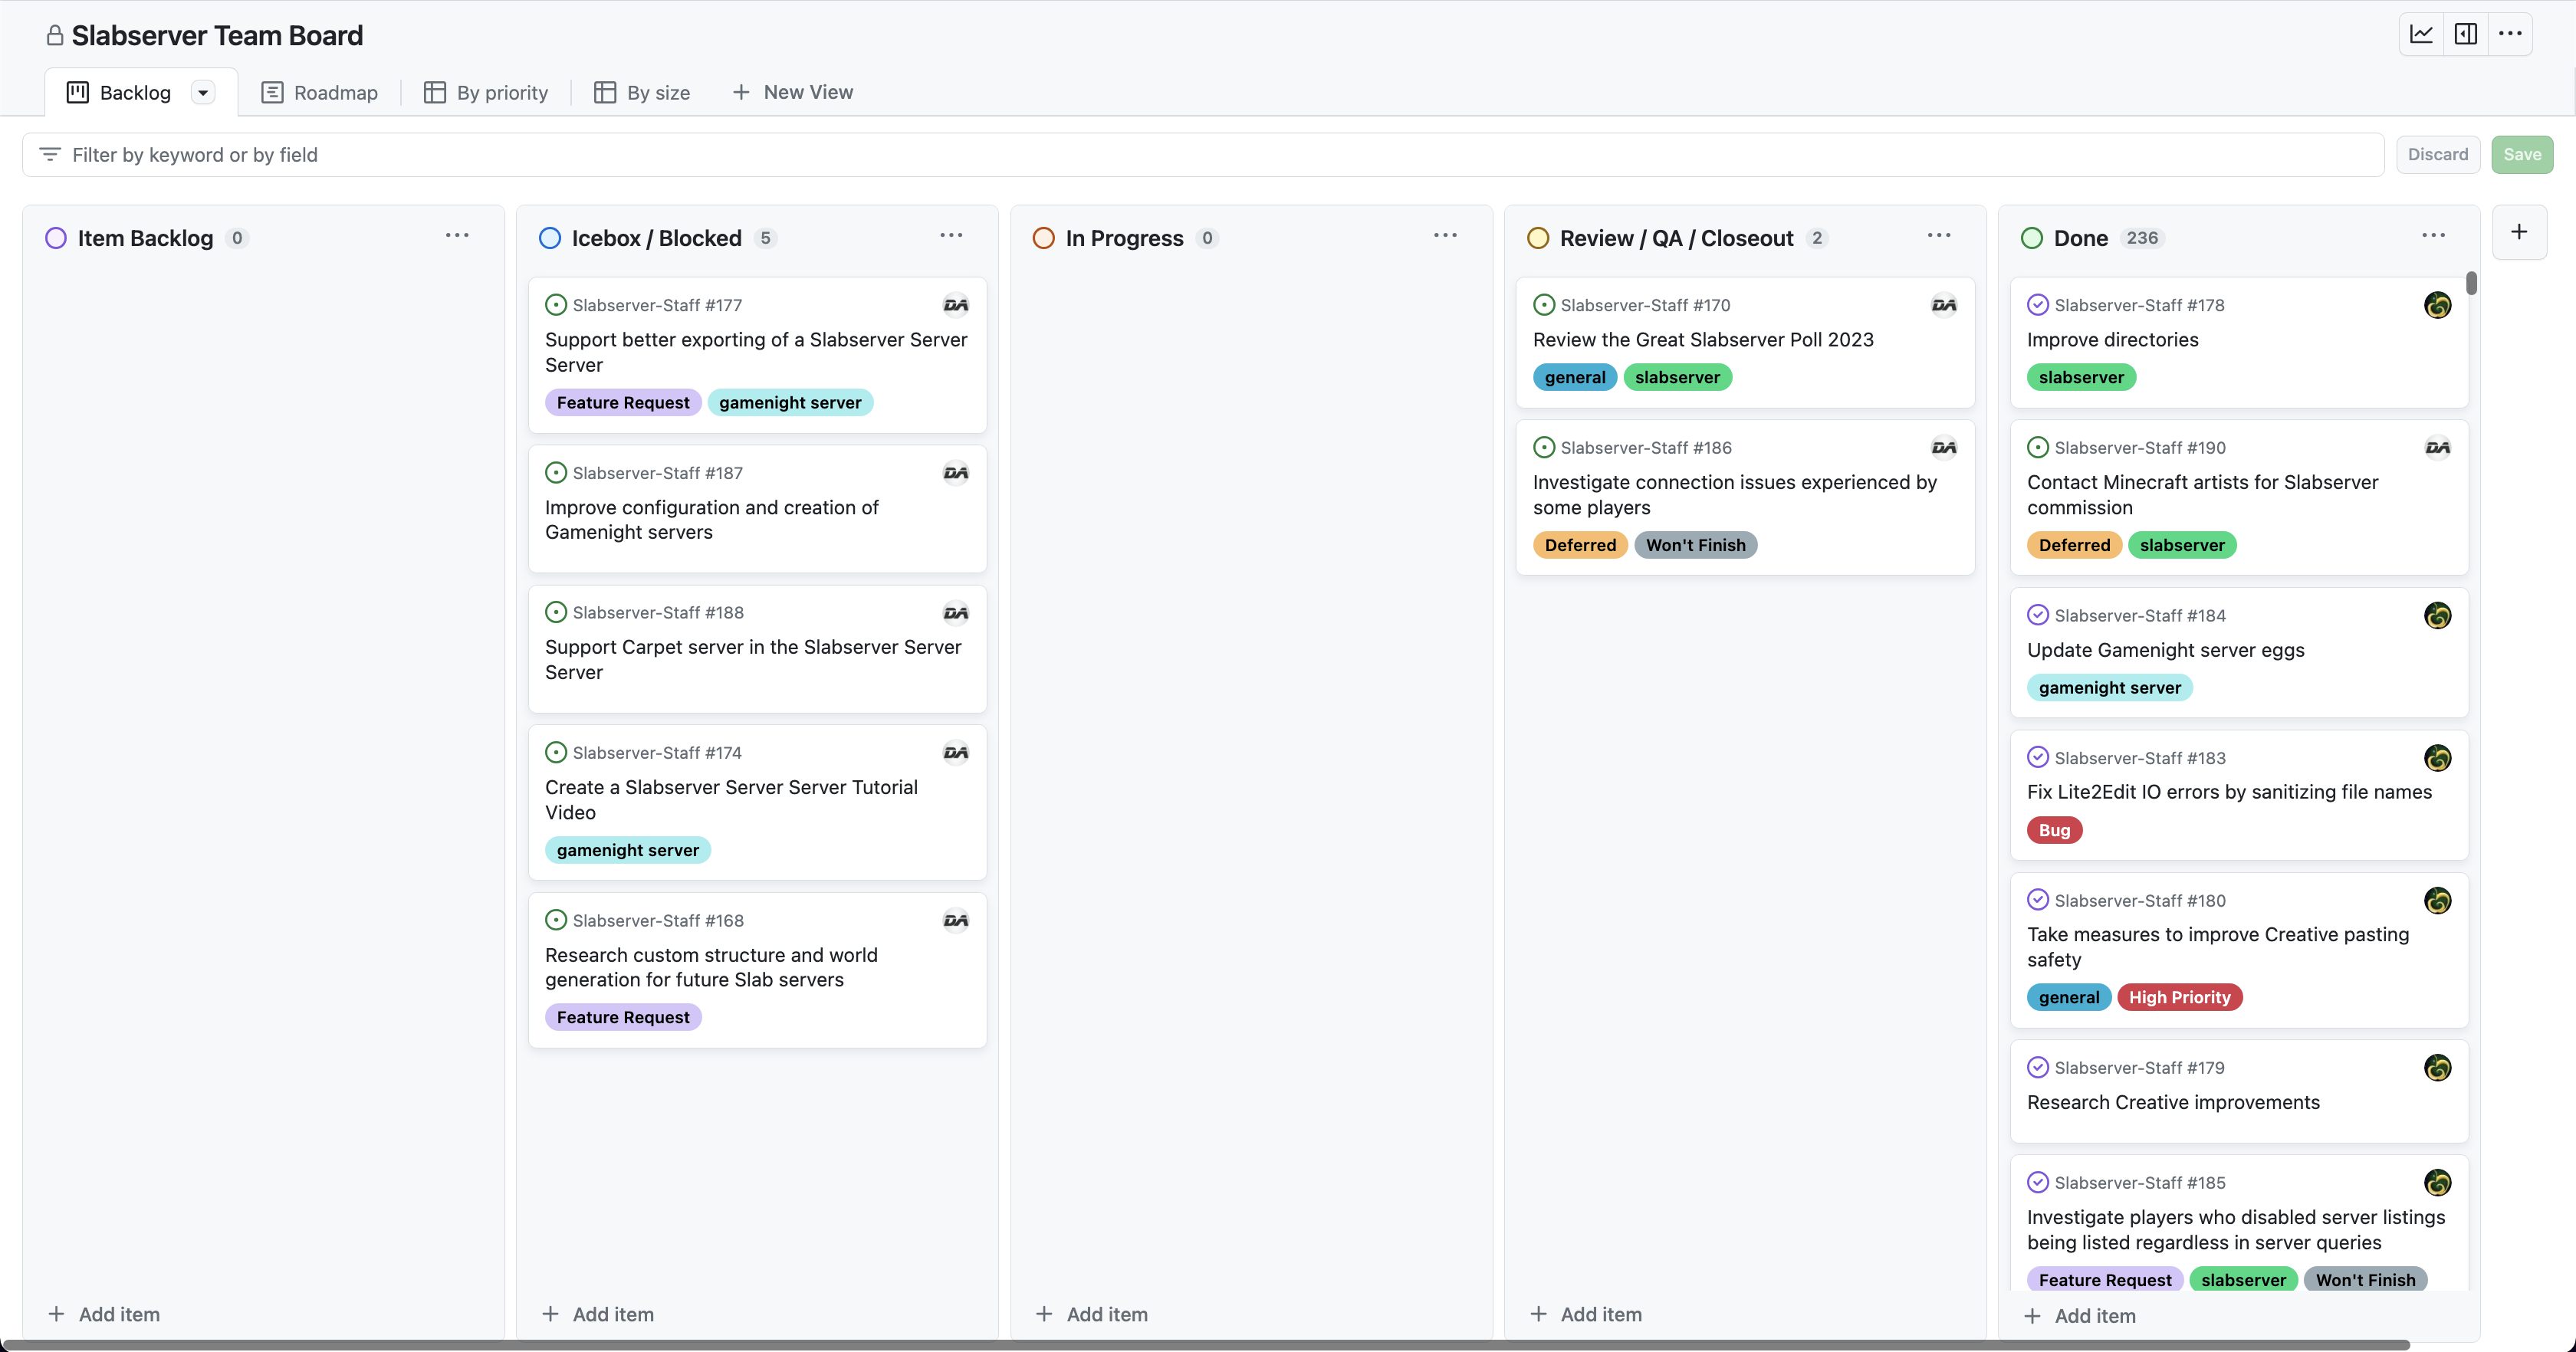 Slabserver Team Board
Backlog
Roadmap
By priority
By size
New View
Filter by keyword or by field
Discard
Save
Item Backlog 0
Add item
Icebox / Blocked 5
Slabserver-Staff #177
DA
Support better exporting of a Slabserver Server
Server
Feature Request
gamenight server
Slabserver-Staff #187
DA
Improve configuration and creation of
Gamenight servers
Slabserver-Staff #188
DA
Support Carpet server in the Slabserver Server
Server
Slabserver-Staff #174
DA
Create a Slabserver Server Server Tutorial
Video
gamenight server
Slabserver-Staff #168
DA
Research custom structure and world
generation for future Slab servers
Feature Request
Add item
In Progress 0
Add item
Review / QA / Closeout 2
Slabserver-Staff #170
DA
Review the Great Slabserver Poll 2023
general
slabserver
Slabserver-Staff #186
DA
Investigate connection issues experienced by
some players
Deferred
Won't Finish
Add item
Done 236
Slabserver-Staff #178
Improve directories
slabserver
Slabserver-Staff #190
DA
Contact Minecraft artists for Slabserver
commission
Deferred
slabserver
Slabserver-Staff #184
Update Gamenight server eggs
gamenight server
Slabserver-Staff #183
Fix Lite2Edit IO errors by sanitizing file names
Bug
Slabserver-Staff #180
Take measures to improve Creative pasting
safety
general
High Priority
Slabserver-Staff #179
Research Creative improvements
Slabserver-Staff #185
Investigate players who disabled server listings
being listed regardless in server queries
Feature Request
slabserver
Won't Finish
Add item